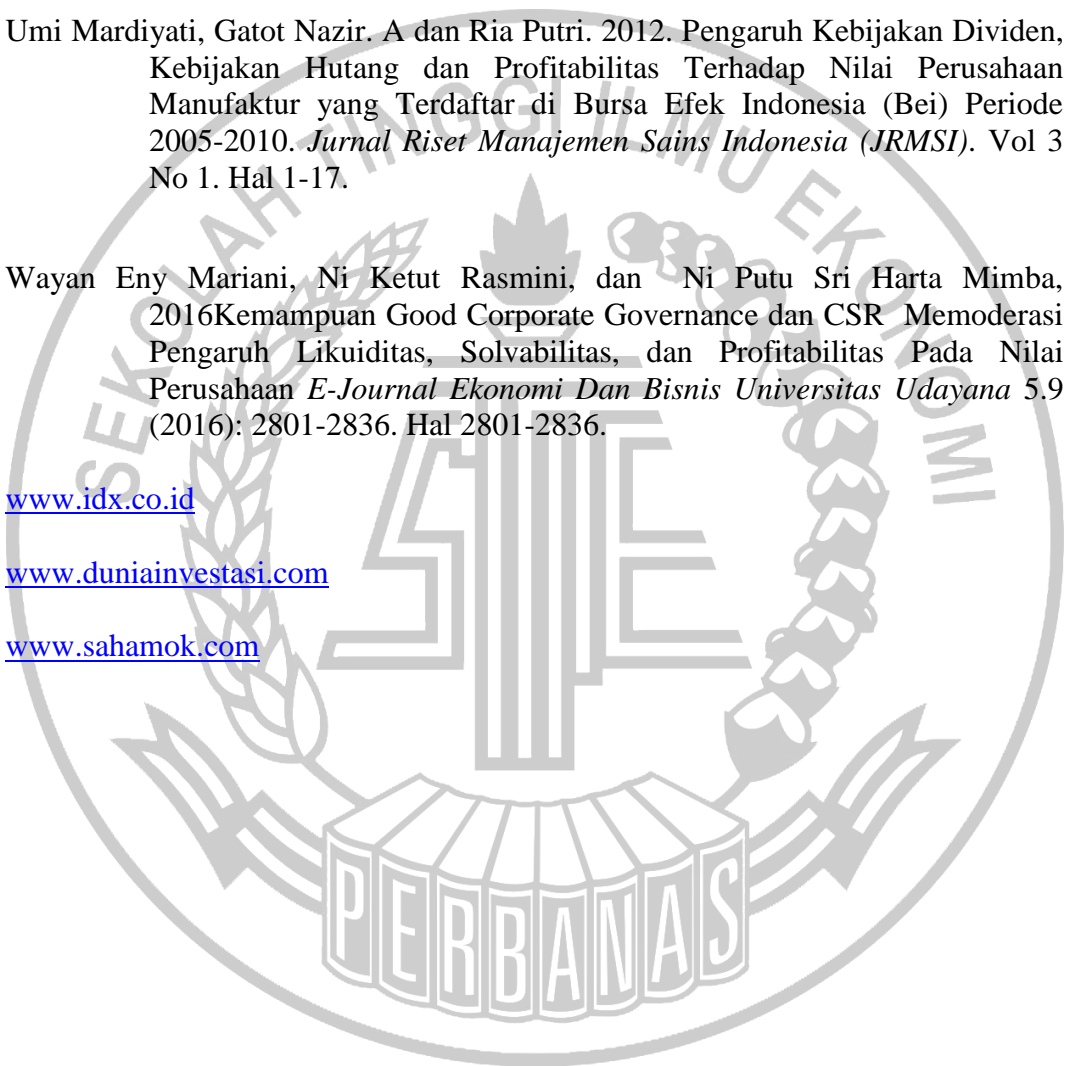 Umi Mardiyati, Gatot Nazir. A dan Ria Putri. 2012. Pengaruh Kebijakan Dividen,
Kebijakan Hutang dan Profitabilitas Terhadap Nilai Perusahaan
Manufaktur yang Terdaftar di Bursa Efek Indonesia (Bei) Periode
2005-2010. Jurnal Riset Manajemen Sains Indonesia (JRMSI). Vol 3
No 1. Hal 1-17.
Wayan Eny Mariani, Ni Ketut Rasmini, dan Ni Putu Sri Harta Mimba,
2016Kemampuan Good Corporate Governance dan CSR Memoderasi
Pengaruh Likuiditas, Solvabilitas, dan Profitabilitas Pada Nilai
Perusahaan E-Journal Ekonomi Dan Bisnis Universitas Udayana 5.9
(2016): 2801-2836. Hal 2801-2836.
www.idx.co.id
www.duniainvestasi.com
www.sahamok.com
SEKOLAH TINGGI ILMU EKONOMI
PERBANAS